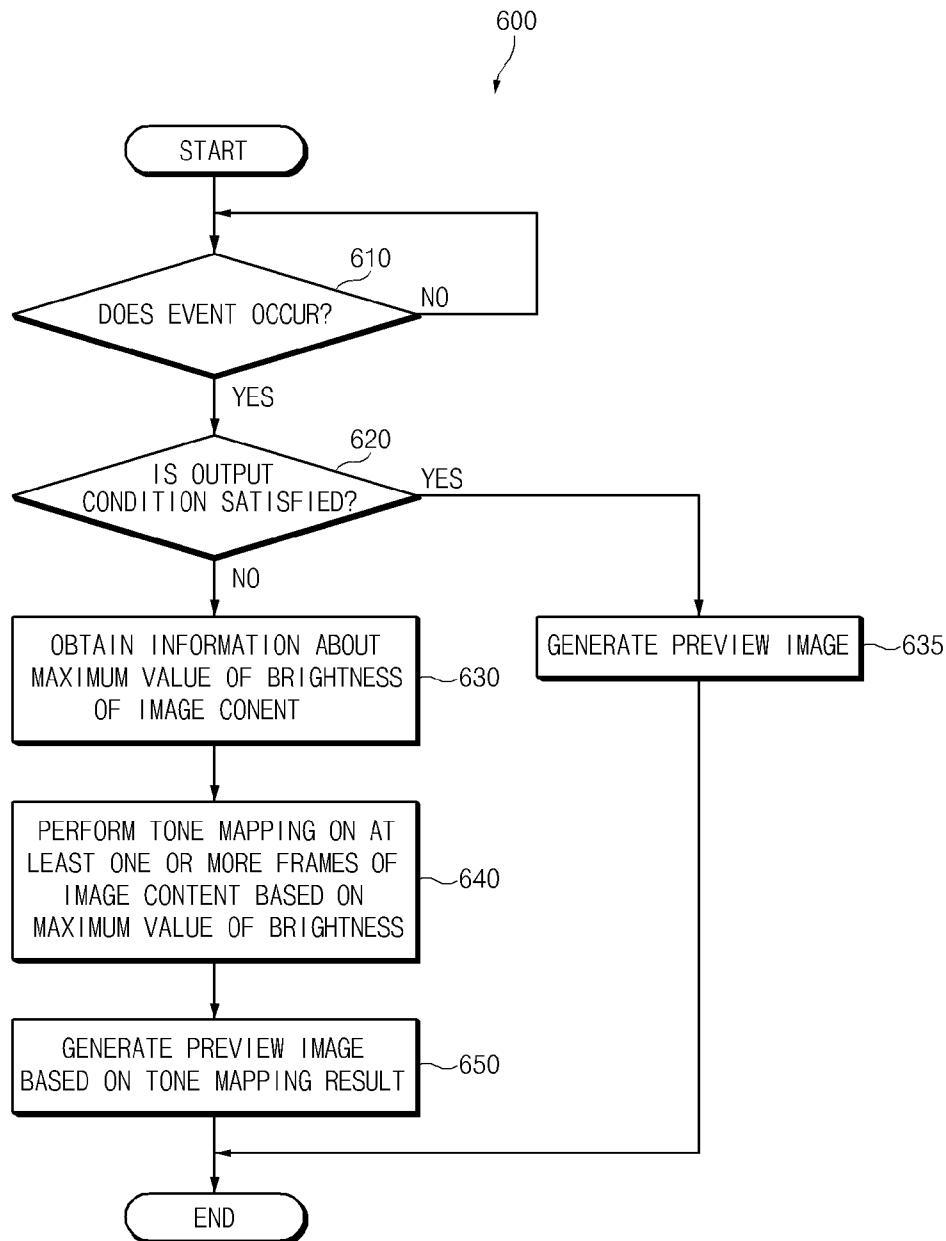 600
START
610
DOES EVENT OCCUR?
NO
YES
620
IS OUTPUT
CONDITION SATISFIED?
YES
NO
OBTAIN INFORMATION ABOUT
MAXIMUM VALUE OF BRIGHTNESS
OF IMAGE CONENT
630
GENERATE PREVIEW IMAGE
635
PERFORM TONE MAPPING ON AT
LEAST ONE OR MORE FRAMES OF
IMAGE CONTENT BASED ON
MAXIMUM VALUE OF BRIGHTNESS
640
GENERATE PREVIEW IMAGE
BASED ON TONE MAPPING RESULT
650
END